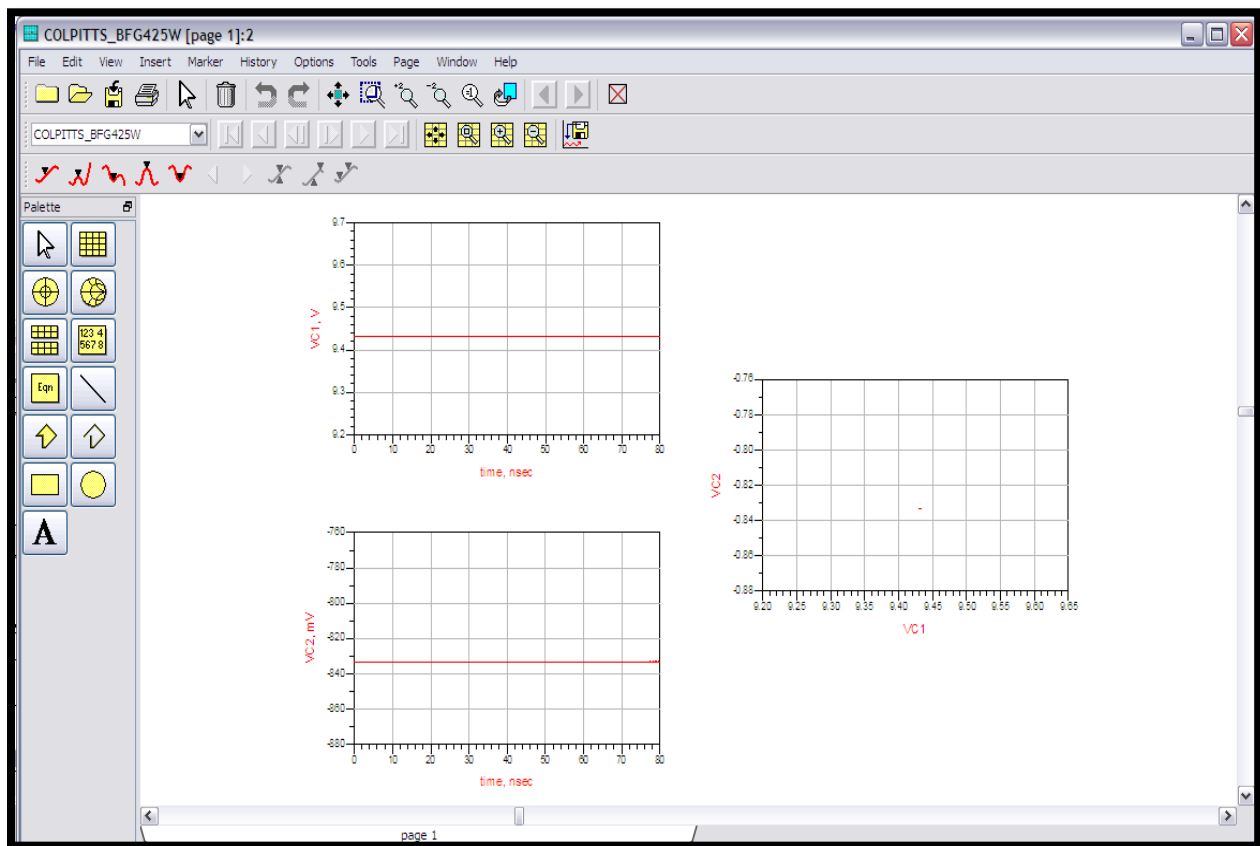 COLPITTS_BFG425W [page 1]:2
File Edit View Insert Marker History Options Tools Page Window Help
+2 -2 -1
COLPITTS_BFG425W
Palette
123 4
567 8
Eqn
A
9.7
9.6
9.5
9.4
9.3
9.2
VC1, V
0 10 20 30 40 50 60 70 80
time, nsec
-760
-780
-800
-820
-840
-860
-880
VC2, mV
0 10 20 30 40 50 60 70 80
time, nsec
-0.76
-0.78
-0.80
-0.82
-0.84
-0.86
-0.88
VC2
9.20 9.25 9.30 9.35 9.40 9.45 9.50 9.55 9.60 9.65
VC1
page 1